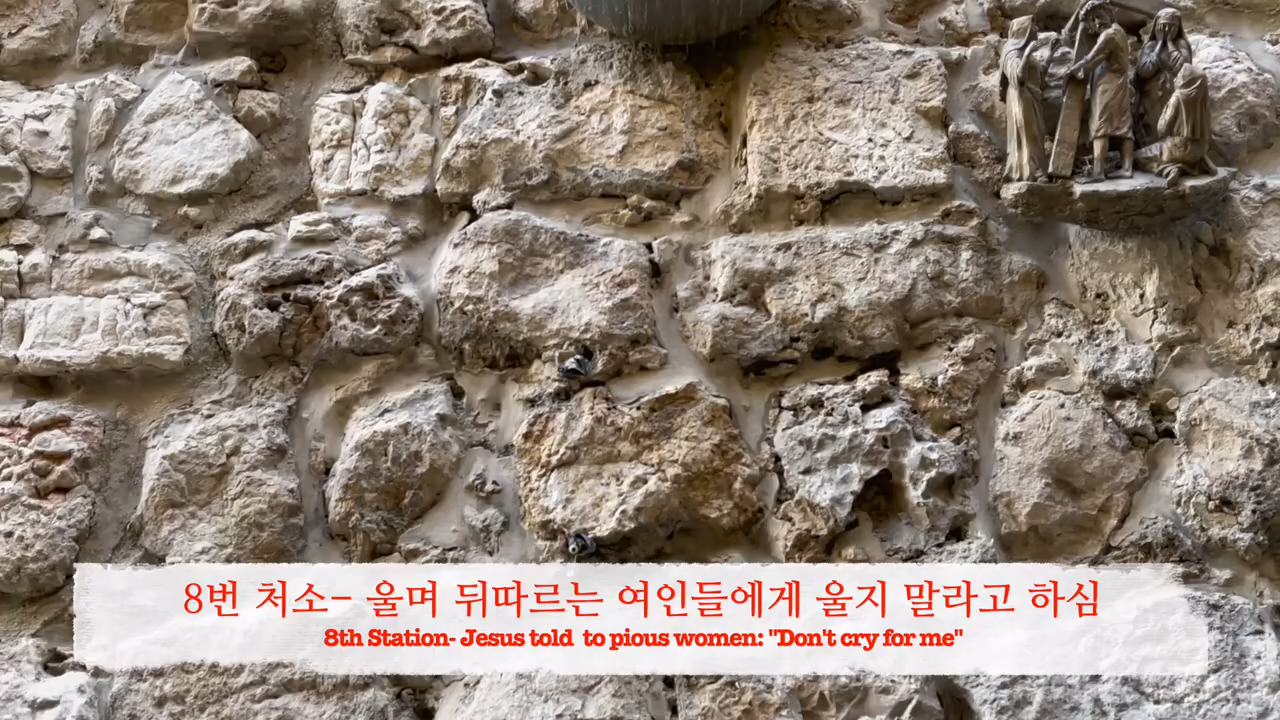 8번 처소- 울며 뒤따르는 여인들에게 울지 말라고 하심
8th Station- Jesus told  to pious women: "Don't cry for me"